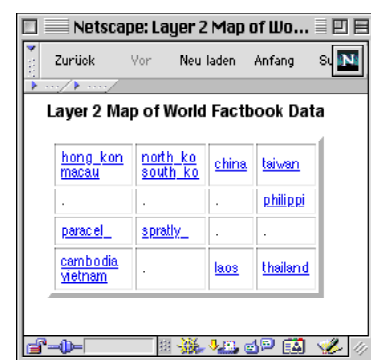 Netscape: Layer 2 Map of Wo...
Zurück Vor Neu laden Anfang Su N
Layer 2 Map of World Factbook Data
hong_kon north_ko china taiwan
macau south_ko
. . . philippi
paracel_ spratly_ . .
cambodia . laos thailand
vietnam